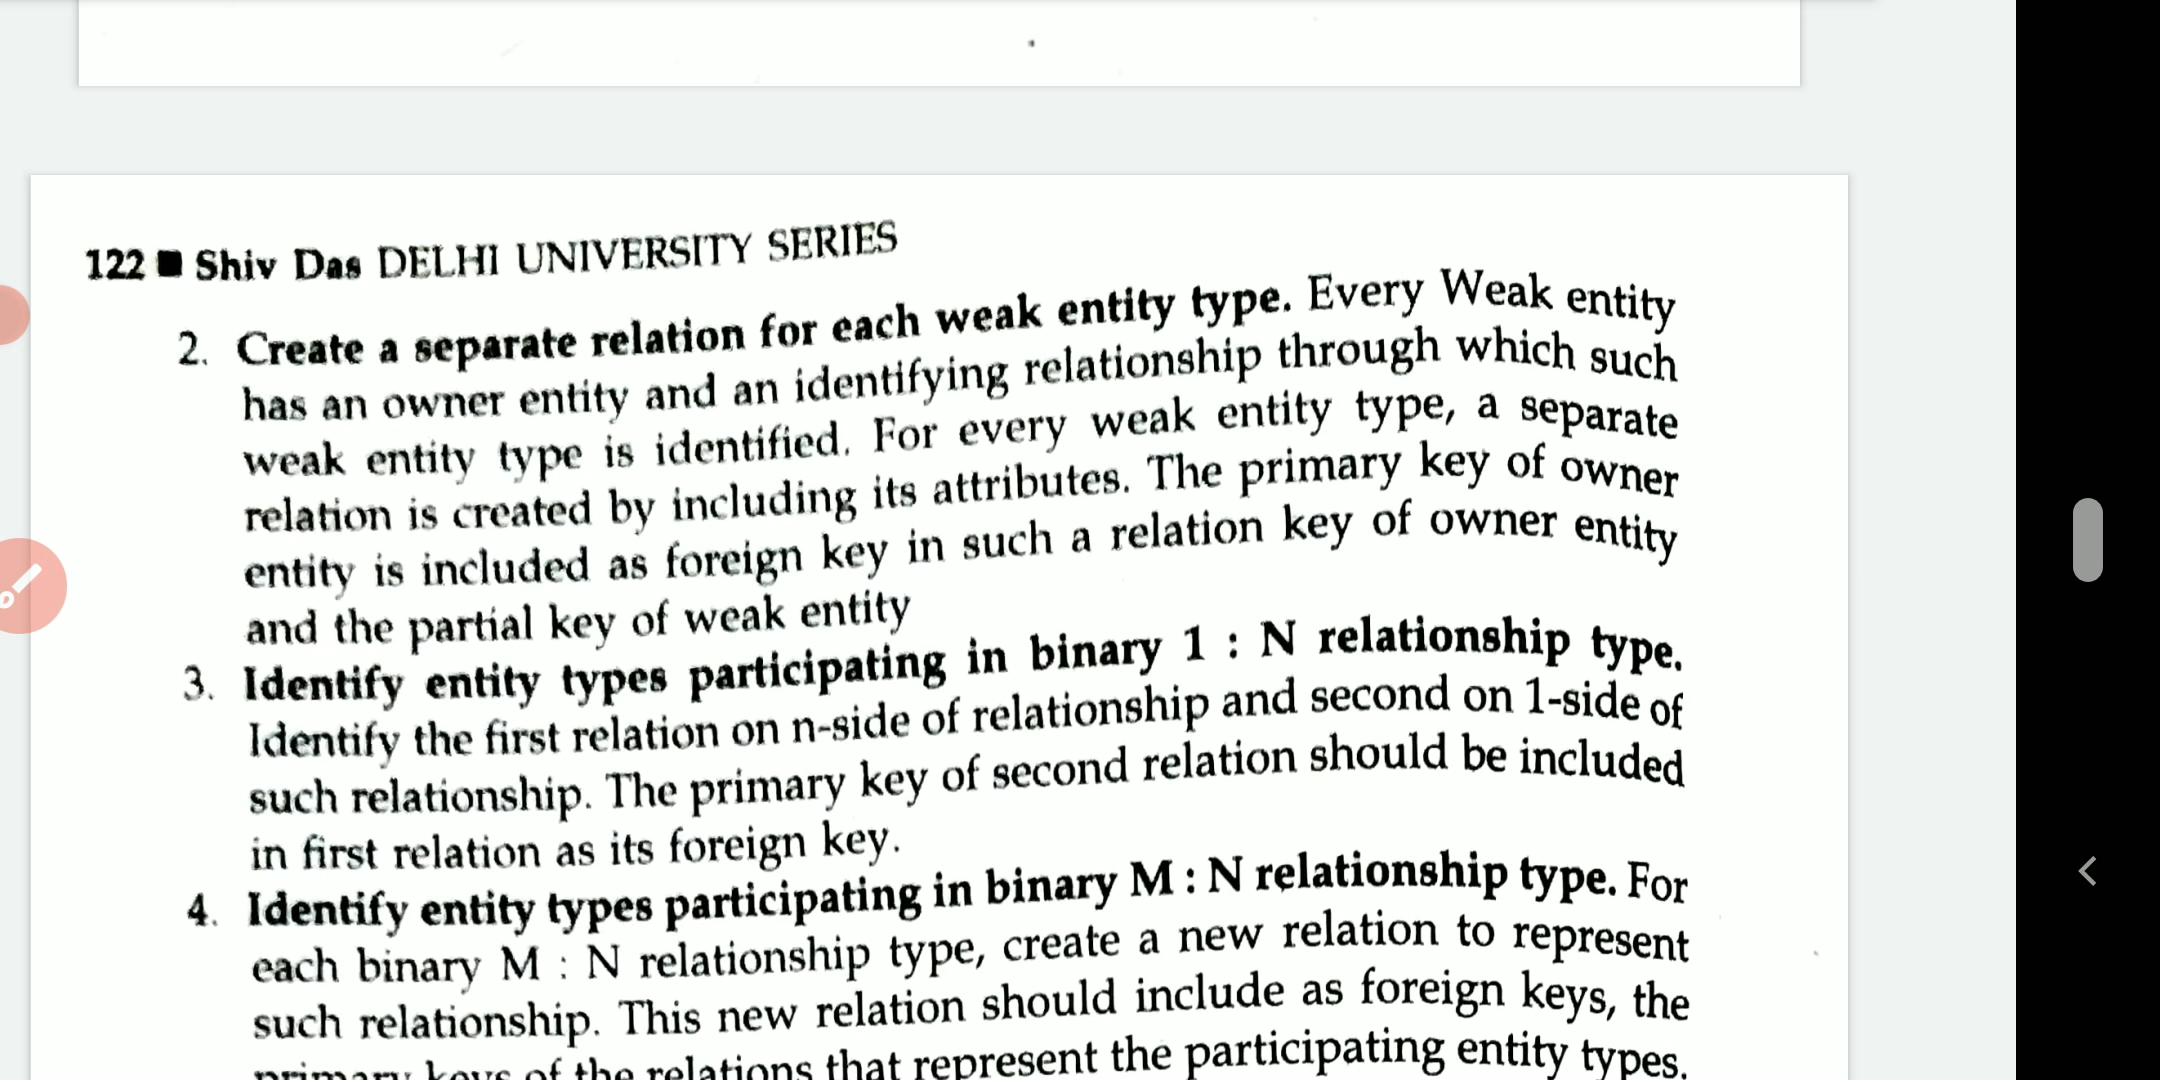 122 ■ Shiv Das DELHI UNIVERSITY SERIES
2. Create a separate relation for each weak entity type. Every Weak entity
has an owner entity and an identifying relationship through which such
weak entity type is identified. For every weak entity type, a separate
relation is created by including its attributes. The primary key of owner
entity is included as foreign key in such a relation key of owner entity
and the partial key of weak entity
3. Identify entity types participating in binary 1 : N relationship type.
Identify the first relation on n-side of relationship and second on 1-side of
such relationship. The primary key of second relation should be included
in first relation as its foreign key.
4. Identify entity types participating in binary M : N relationship type. For
each binary M : N relationship type, create a new relation to represent
such relationship. This new relation should include as foreign keys, the
primary keys of the relations that represent the participating entity types.